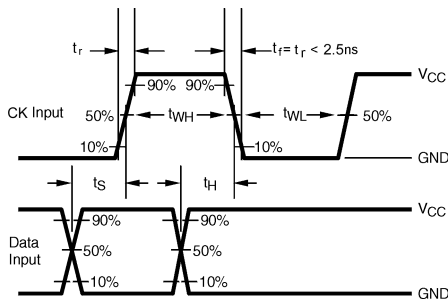 tr
tf = tr < 2.5ns
VCC
90% 90%
CK Input
50% tWH tWL 50%
10% 10%
GND
tS tH
VCC
90% 90%
Data
Input
50% 50%
10% 10%
GND